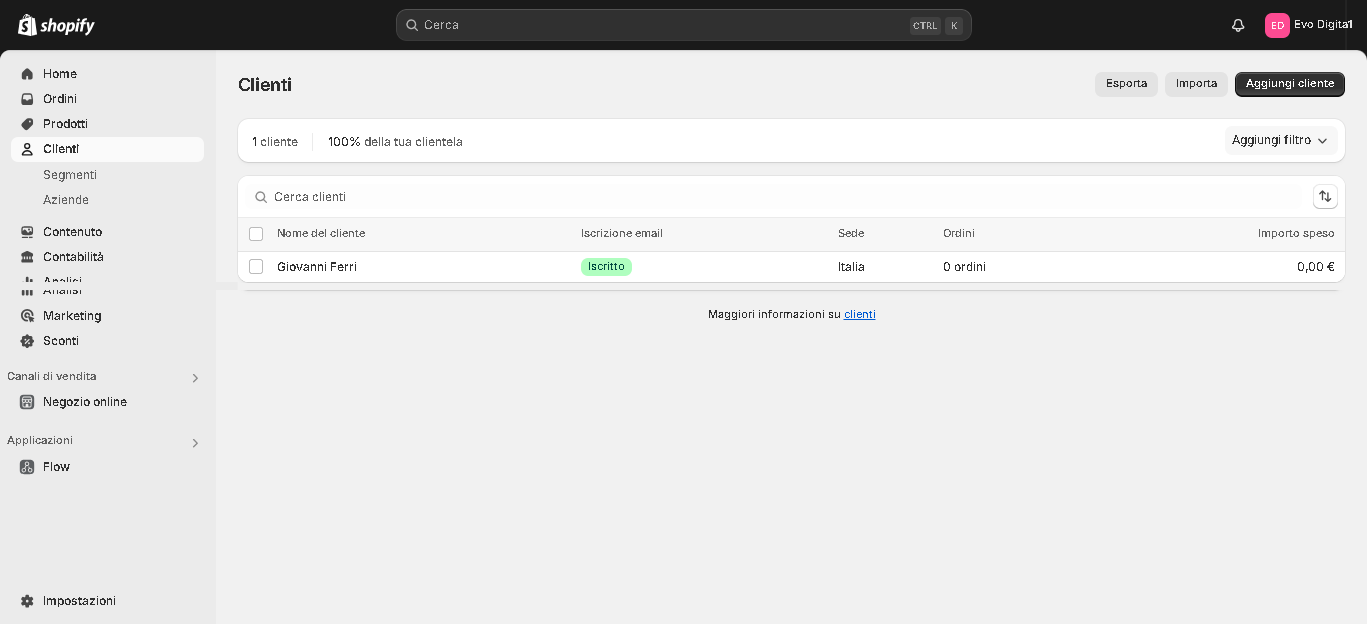 shopify
Cerca CTRL K
ED Evo Digital
Home
Ordini
Prodotti
Clienti
Segmenti
Aziende
Contenuto
Contabilità
Analisi
Marketing
Sconti
Canali di vendita
Negozio online
Applicazioni
Flow
Impostazioni
Clienti
Esporta Importa Aggiungi cliente
1 cliente 100% della tua clientela Aggiungi filtro
Cerca clienti
Nome del cliente Iscrizione email Sede Ordini Importo speso
Giovanni Ferri Iscritto Italia 0 ordini 0,00 €
Maggiori informazioni su clienti